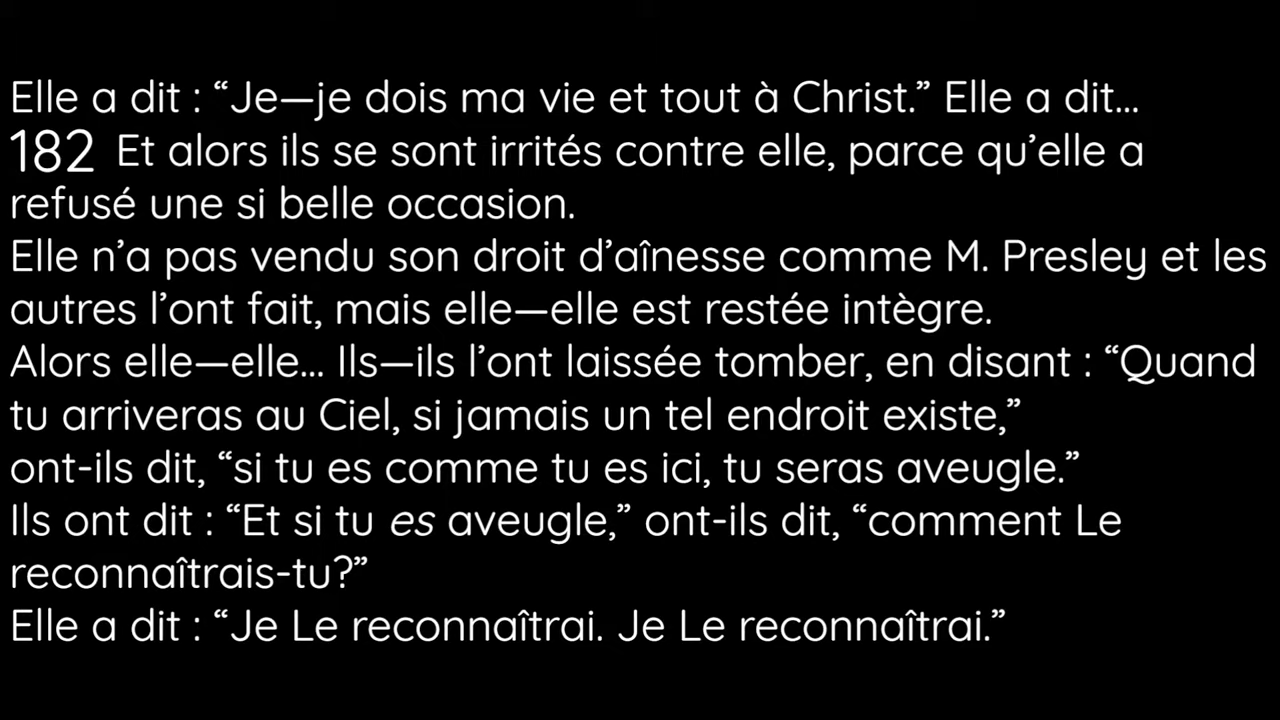 Elle a dit : “Je—je dois ma vie et tout à Christ.” Elle a dit...
182 Et alors ils se sont irrités contre elle, parce qu’elle a
refusé une si belle occasion.
Elle n’a pas vendu son droit d’aînesse comme M. Presley et les
autres l’ont fait, mais elle—elle est restée intègre.
Alors elle—elle... Ils—ils l’ont laissée tomber, en disant : “Quand
tu arriveras au Ciel, si jamais un tel endroit existe,”
ont-ils dit, “si tu es comme tu es ici, tu seras aveugle.”
Ils ont dit : “Et si tu es aveugle,” ont-ils dit, “comment Le
reconnaîtrais-tu?”
Elle a dit : “Je Le reconnaîtrai. Je Le reconnaîtrai.”